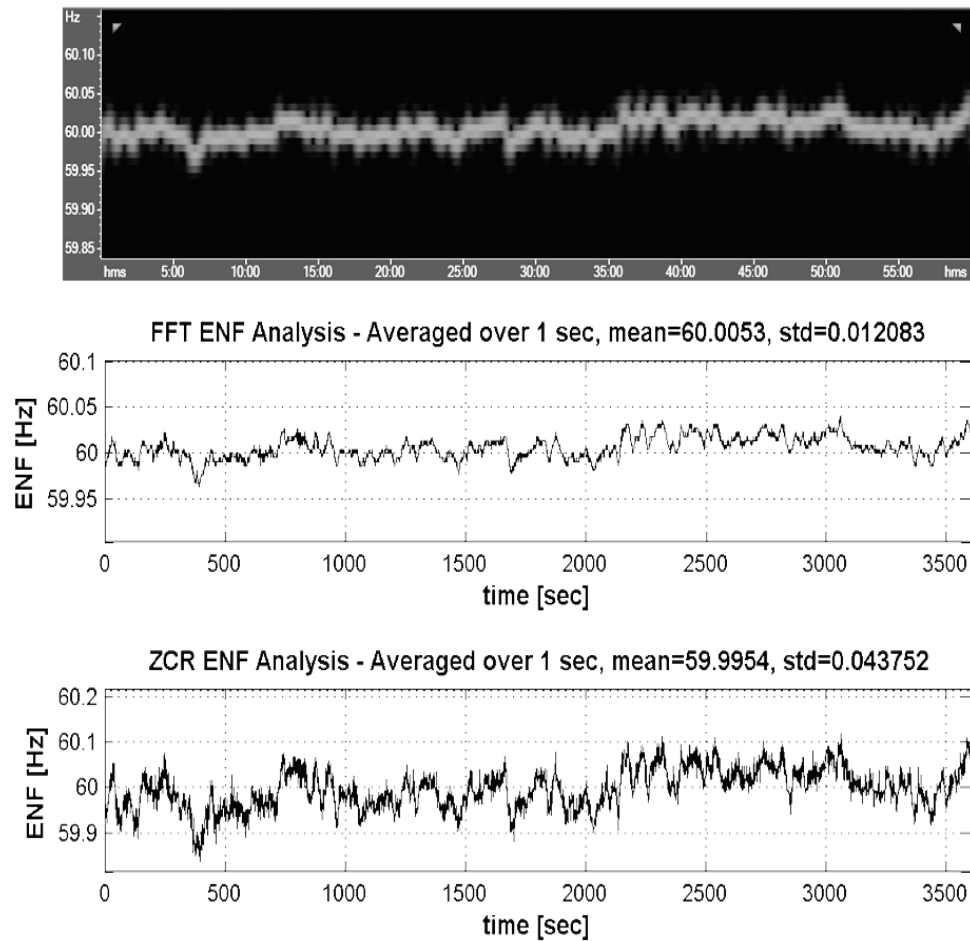 Hz
60.10
60.05
60.00
59.95
59.90
59.85
hms 5:00 10:00 15:00 20:00 25:00 30:00 35:00 40:00 45:00 50:00 55:00 hms
FFT ENF Analysis - Averaged over 1 sec, mean=60.0053, std=0.012083
ENF [Hz]
60.1
60.05
60
59.95
0 500 1000 1500 2000 2500 3000 3500
time [sec]
ZCR ENF Analysis - Averaged over 1 sec, mean=59.9954, std=0.043752
ENF [Hz]
60.2
60.1
60
59.9
0 500 1000 1500 2000 2500 3000 3500
time [sec]